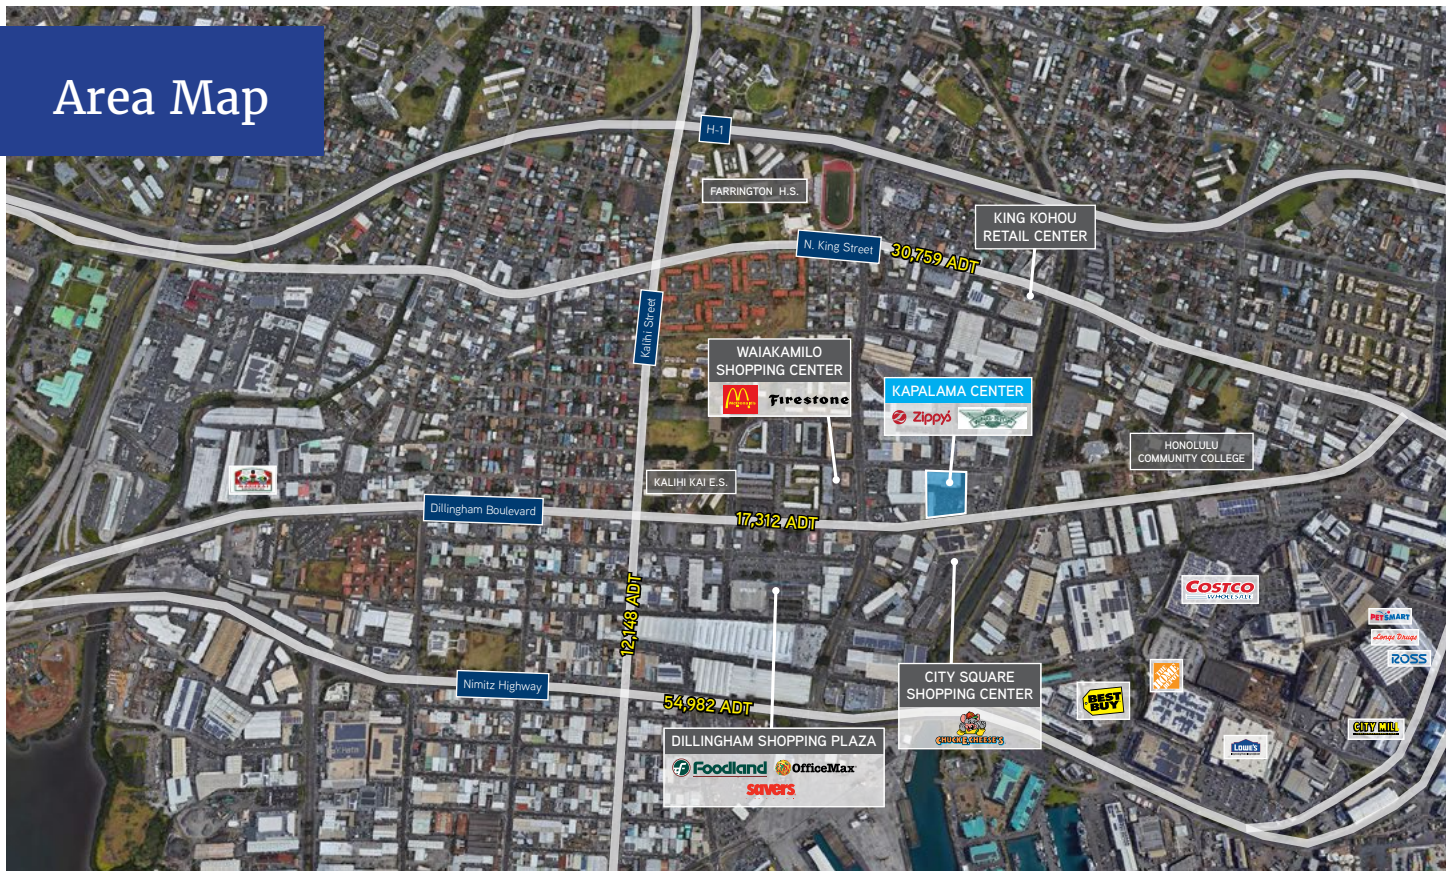 Area Map
H-1
FARRINGTON H.S.
KING KOHOU
RETAIL CENTER
N. King Street
30,759 ADT
Kalihi Street
WAIAKAMILO
SHOPPING CENTER
McDonald's
Firestone
KAPALAMA CENTER
Zippy's
HONOLULU
COMMUNITY COLLEGE
KALIHI KAI E.S.
Dillingham Boulevard
17,312 ADT
COSTCO
WHOLESALE
12,148 ADT
PETSMART
Longs Drugs
ROSS
CITY SQUARE
SHOPPING CENTER
CHUCK E. CHEESE'S
THE HOME DEPOT
BEST
BUY
Nimitz Highway
54,982 ADT
CITY MILL
LOWE'S
DILLINGHAM SHOPPING PLAZA
Foodland
OfficeMax
savers